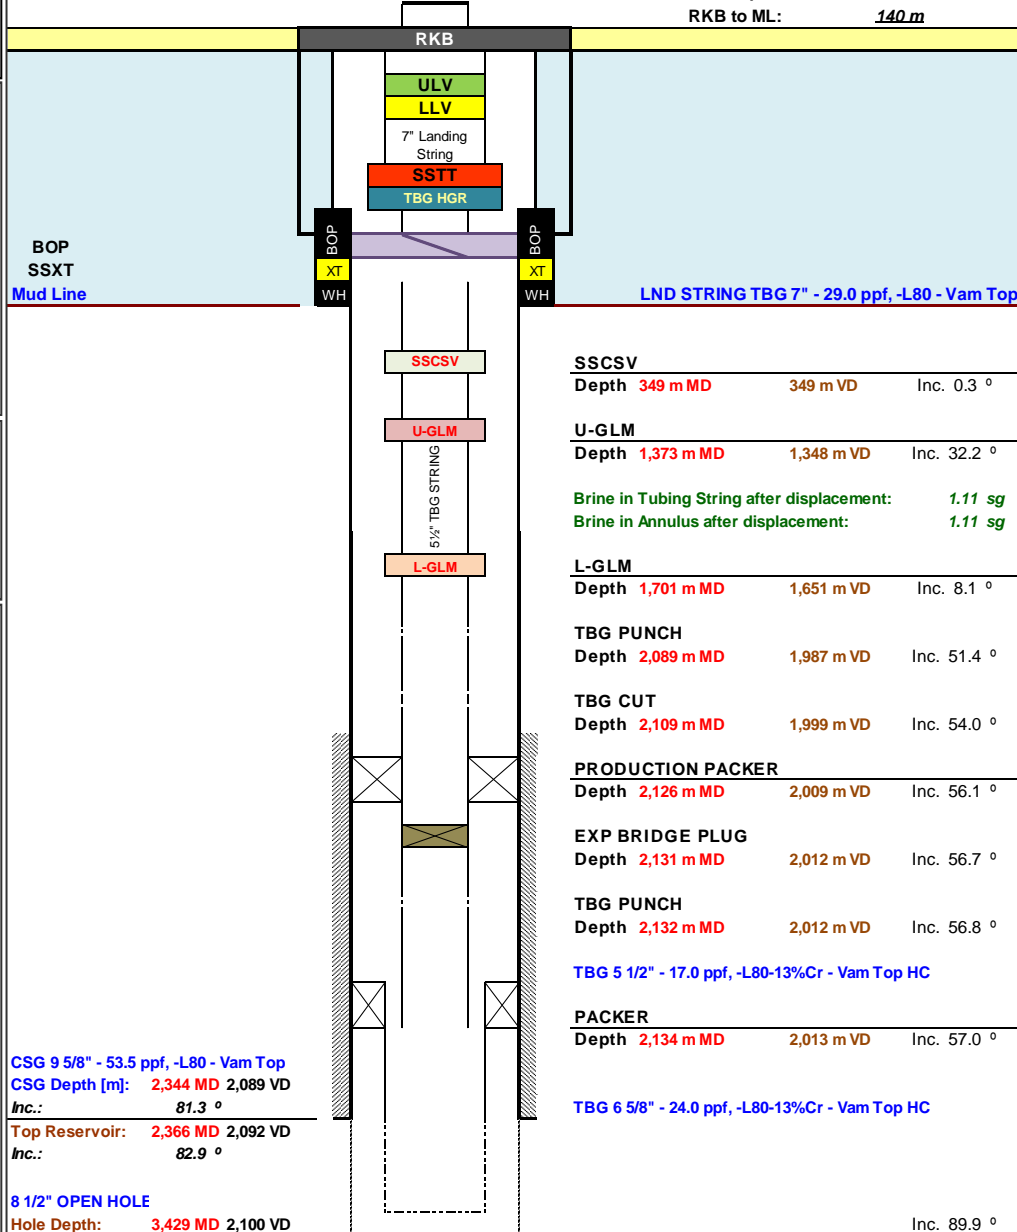 RKB to ML: 140 m
RKB
ULV
LLV
7" Landing
String
SSTT
TBG HGR
BOP BOP
BOP
SSXT
XT XT
Mud Line
WH WH
LND STRING TBG 7" - 29.0 ppf, -L80 - Vam Top
SSCSV
SSCSV
Depth 349 m MD 349 m VD Inc. 0.3 º
U-GLM
U-GLM
Depth 1,373 m MD 1,348 m VD Inc. 32.2 º
5½" TBG STRING
Brine in Tubing String after displacement: 1.11 sg
Brine in Annulus after displacement: 1.11 sg
L-GLM
L-GLM
Depth 1,701 m MD 1,651 m VD Inc. 8.1 º
TBG PUNCH
Depth 2,089 m MD 1,987 m VD Inc. 51.4 º
TBG CUT
Depth 2,109 m MD 1,999 m VD Inc. 54.0 º
PRODUCTION PACKER
Depth 2,126 m MD 2,009 m VD Inc. 56.1 º
EXP BRIDGE PLUG
Depth 2,131 m MD 2,012 m VD Inc. 56.7 º
TBG PUNCH
Depth 2,132 m MD 2,012 m VD Inc. 56.8 º
TBG 5 1/2" - 17.0 ppf, -L80-13%Cr - Vam Top HC
PACKER
Depth 2,134 m MD 2,013 m VD Inc. 57.0 º
CSG 9 5/8" - 53.5 ppf, -L80 - Vam Top
CSG Depth [m]: 2,344 MD 2,089 VD
Inc.: 81.3 º
TBG 6 5/8" - 24.0 ppf, -L80-13%Cr - Vam Top HC
Top Reservoir: 2,366 MD 2,092 VD
Inc.: 82.9 º
8 1/2" OPEN HOLE
Hole Depth: 3,429 MD 2,100 VD Inc. 89.9 º